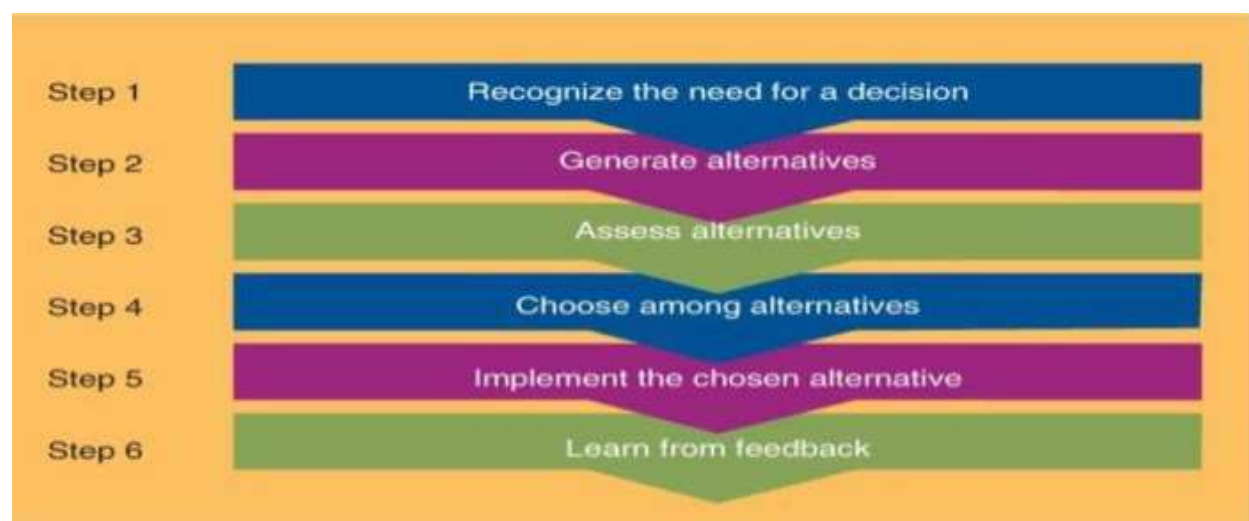 Step 1 Recognize the need for a decision
Step 2 Generate alternatives
Step 3 Assess alternatives
Step 4 Choose among alternatives
Step 5 Implement the chosen alternative
Step 6 Learn from feedback